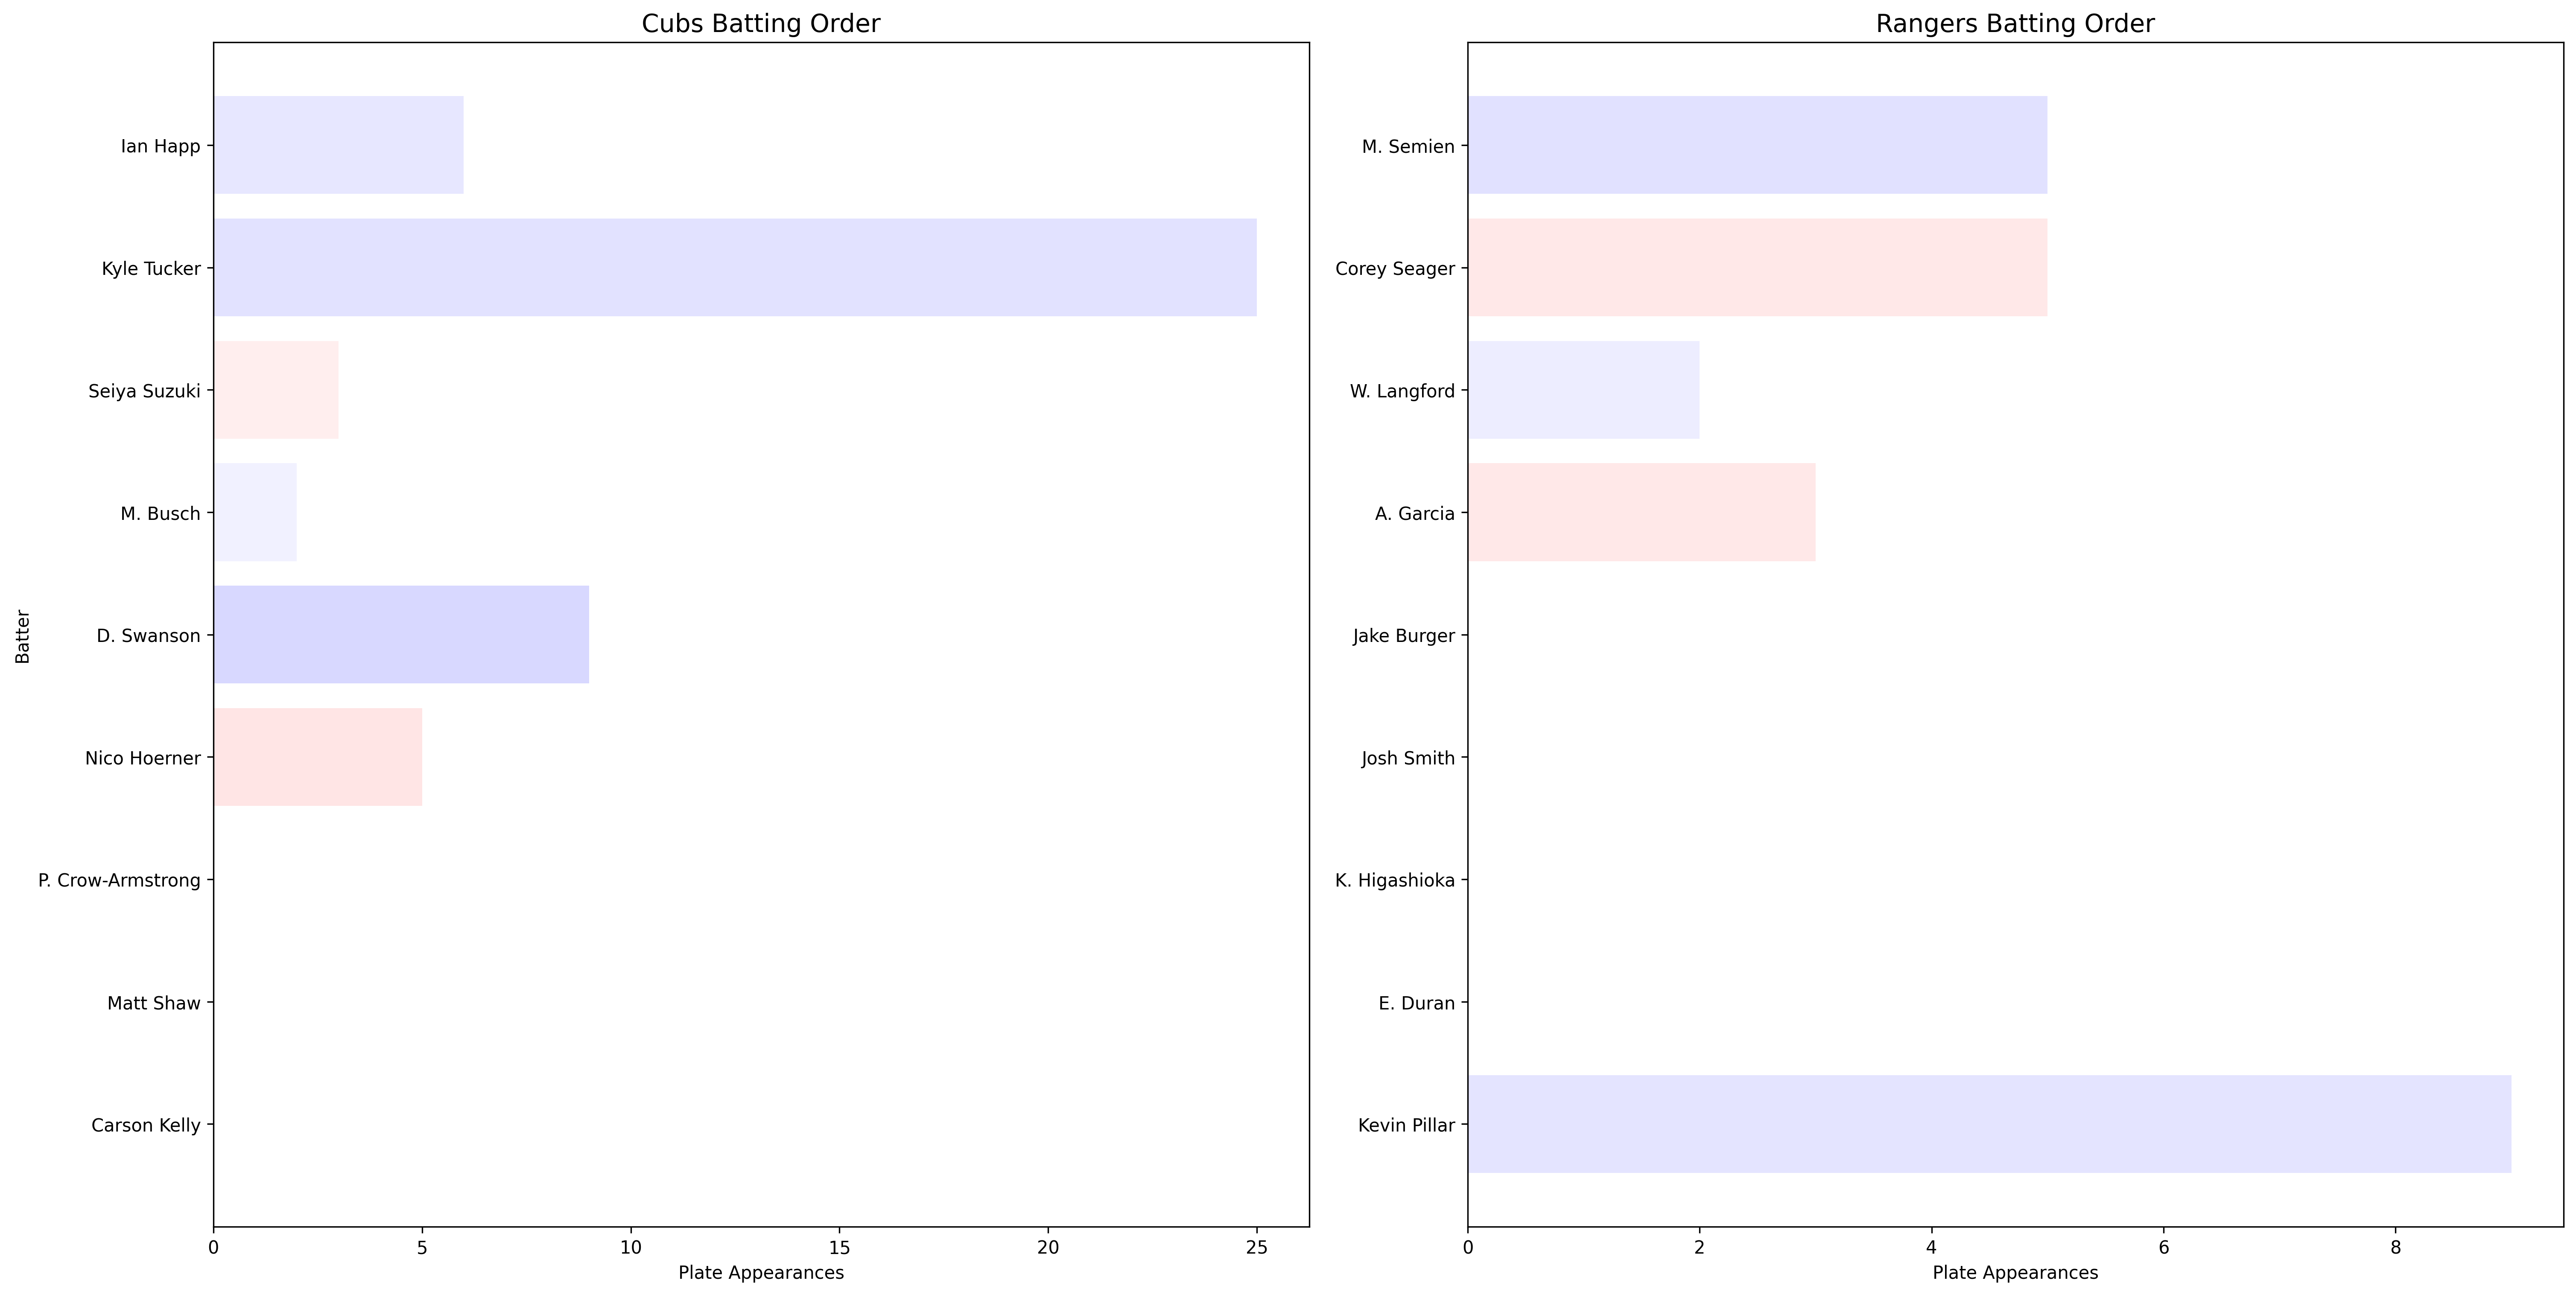 Cubs Batting Order
Batter
Ian Happ
Kyle Tucker
Seiya Suzuki
M. Busch
D. Swanson
Nico Hoerner
P. Crow-Armstrong
Matt Shaw
Carson Kelly
0 5 10 15 20 25
Plate Appearances
Rangers Batting Order
M. Semien
Corey Seager
W. Langford
A. Garcia
Jake Burger
Josh Smith
K. Higashioka
E. Duran
Kevin Pillar
0 2 4 6 8
Plate Appearances